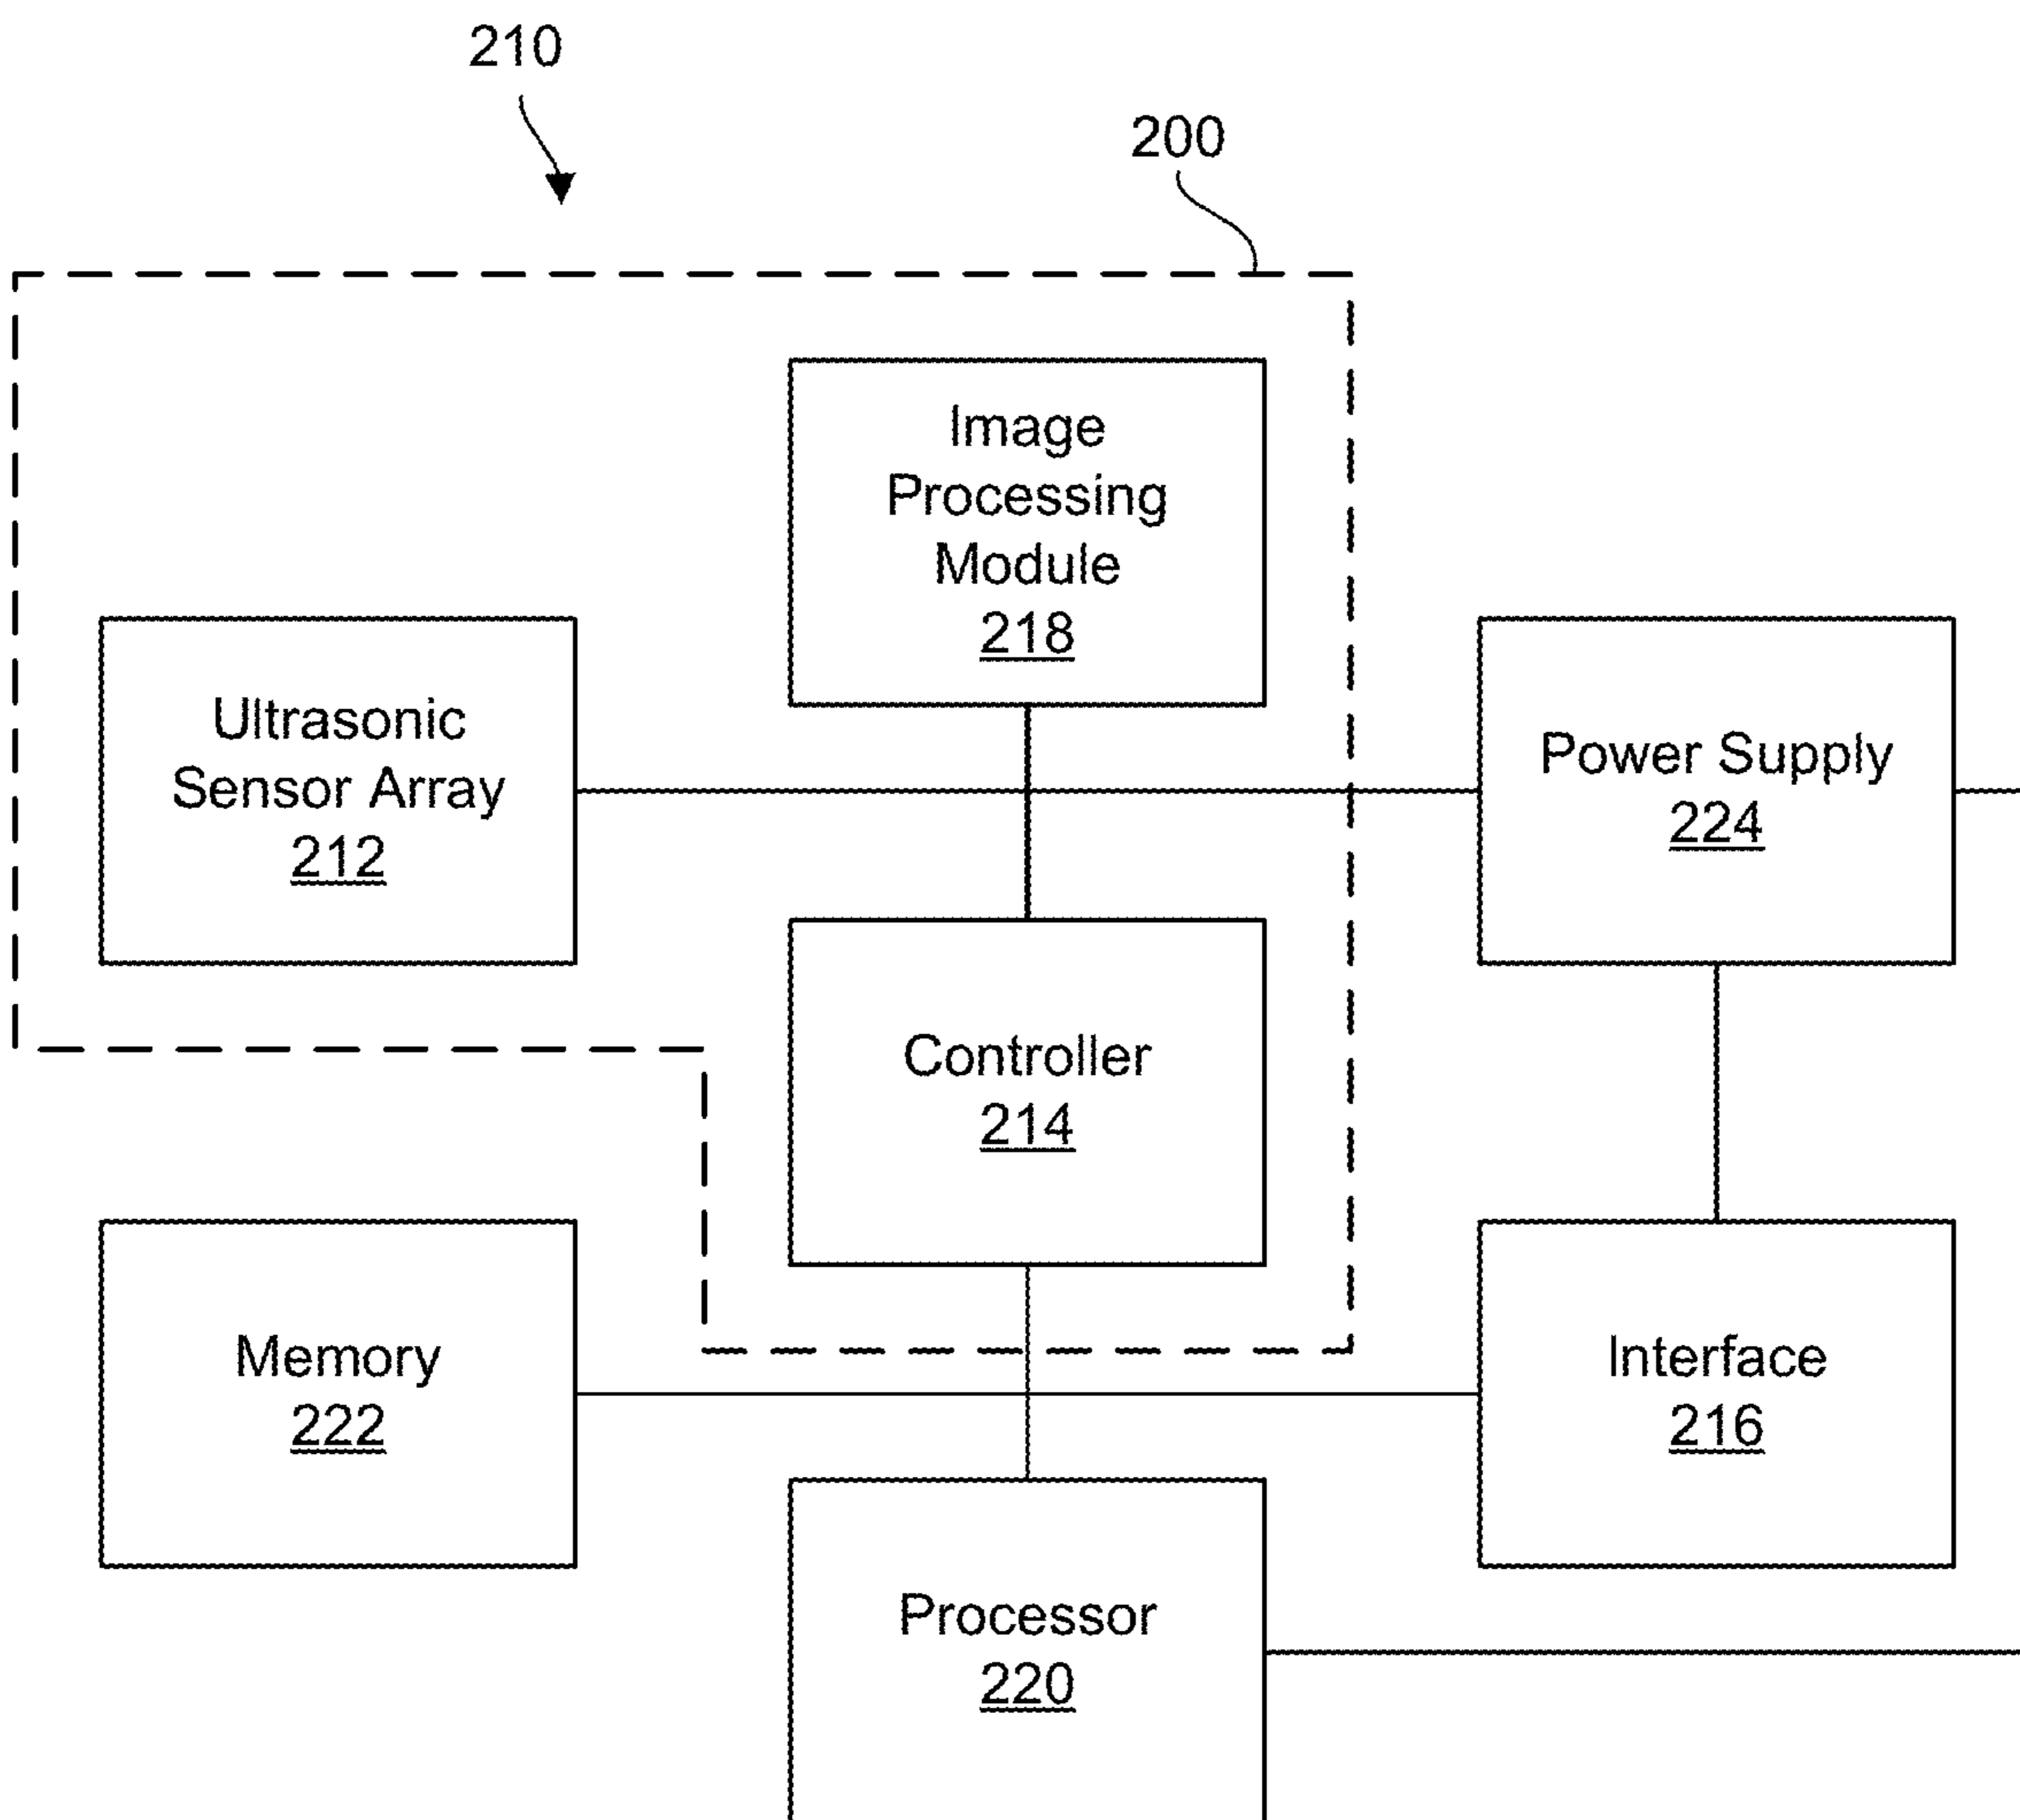 210
200
Image
Processing
Module
218
Ultrasonic
Sensor Array
212
Power Supply
224
Controller
214
Memory
222
Interface
216
Processor
220